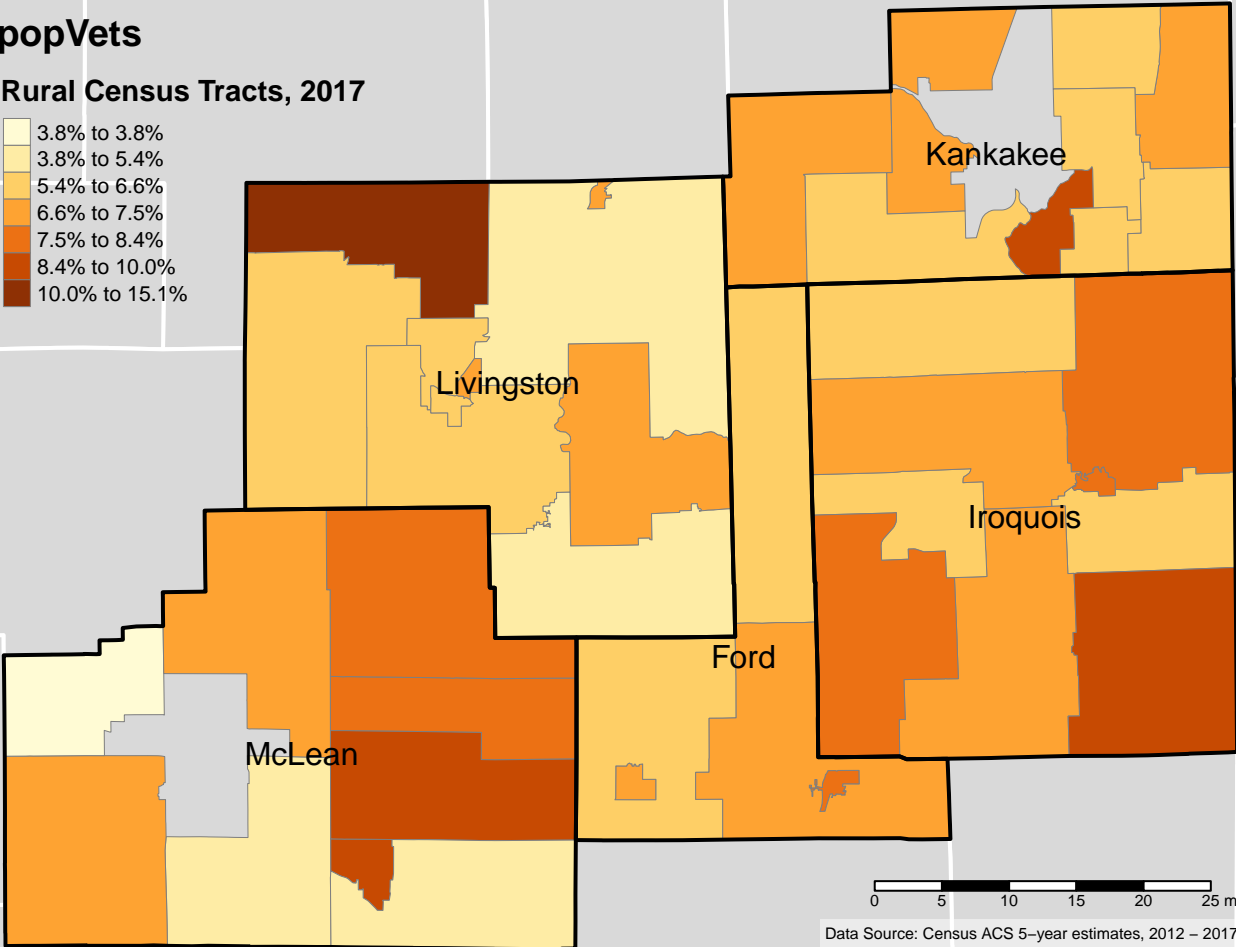 popVets
Rural Census Tracts, 2017
3.8% to 3.8%
3.8% to 5.4%
5.4% to 6.6%
6.6% to 7.5%
7.5% to 8.4%
8.4% to 10.0%
10.0% to 15.1%
Kankakee
Livingston
Iroquois
Ford
McLean
0 5 10 15 20 25 m
Data Source: Census ACS 5−year estimates, 2012 − 2017